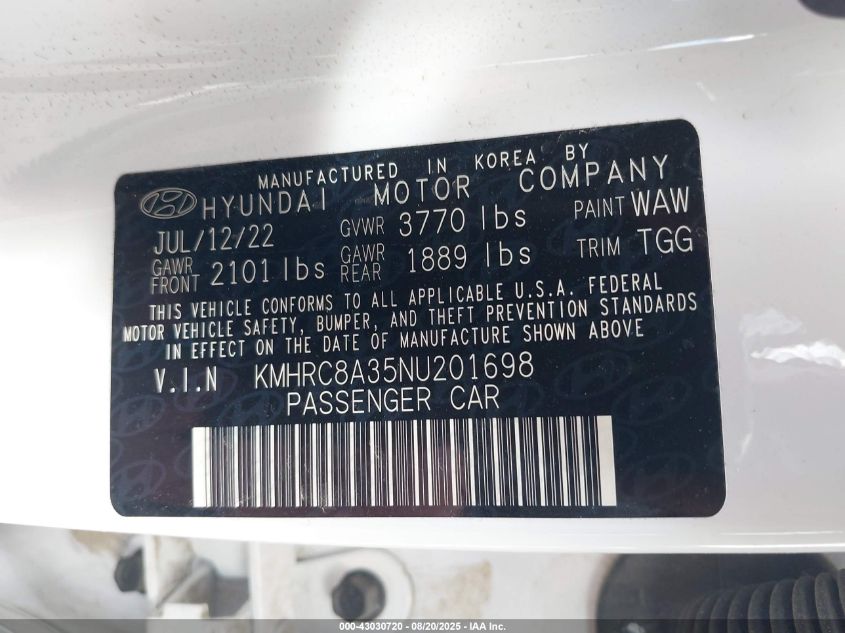 MANUFACTURED IN KOREA BY
HYUNDAI MOTOR COMPANY
JUL/12/22 GVWR 3770 lbs PAINT WAW
GAWR FRONT 2101 lbs GAWR REAR 1889 lbs TRIM TGG
THIS VEHICLE CONFORMS TO ALL APPLICABLE U.S.A. FEDERAL
MOTOR VEHICLE SAFETY, BUMPER, AND THEFT PREVENTION STANDARDS
IN EFFECT ON THE DATE OF MANUFACTURE SHOWN ABOVE
V.I.N KMHRC8A35NU201698
PASSENGER CAR
000-43030720 - 08/20/2025 - IAA Inc.